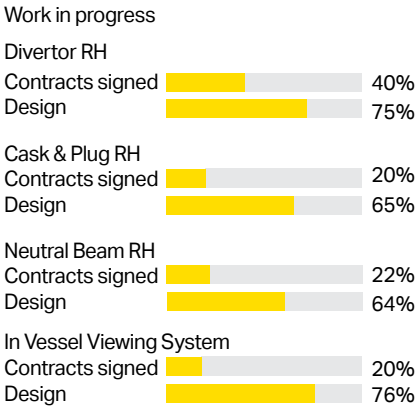 Work in progress
Divertor RH
Contracts signed 40%
Design 75%
Cask & Plug RH
Contracts signed 20%
Design 65%
Neutral Beam RH
Contracts signed 22%
Design 64%
In Vessel Viewing System
Contracts signed 20%
Design 76%